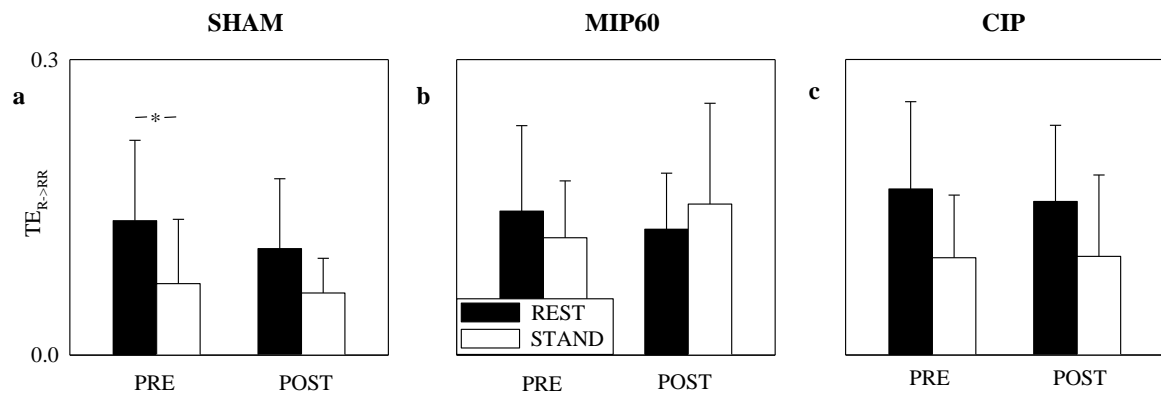 SHAM
MIP60
CIP
0.3
a
b
c
*
TE R->RR
REST
STAND
0.0
PRE
POST
PRE
POST
PRE
POST